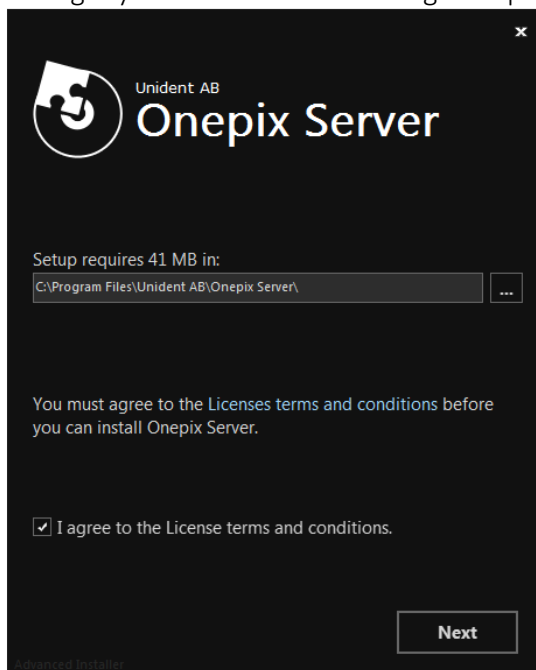 x
Unident AB
Onepix Server
Setup requires 41 MB in:
C:\Program Files\Unident AB\Onepix Server\
...
You must agree to the Licenses terms and conditions before
you can install Onepix Server.
I agree to the License terms and conditions.
Next
Advanced Installer